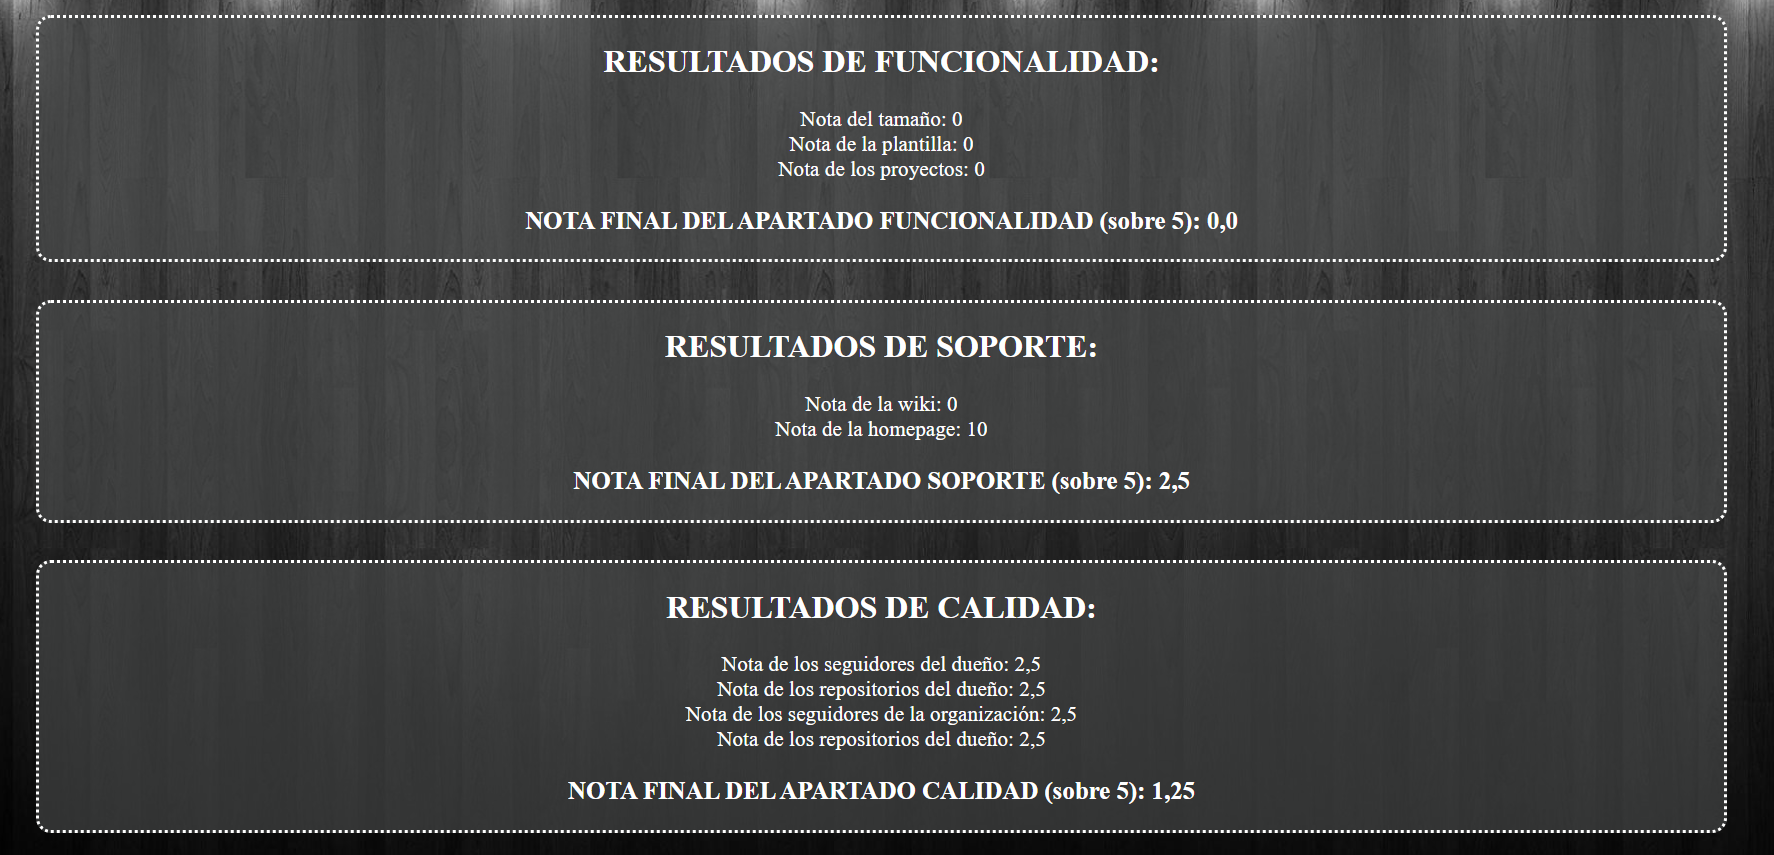 RESULTADOS DE FUNCIONALIDAD:
Nota del tamaño: 0
Nota de la plantilla: 0
Nota de los proyectos: 0
NOTA FINAL DEL APARTADO FUNCIONALIDAD (sobre 5): 0,0
RESULTADOS DE SOPORTE:
Nota de la wiki: 0
Nota de la homepage: 10
NOTA FINAL DEL APARTADO SOPORTE (sobre 5): 2,5
RESULTADOS DE CALIDAD:
Nota de los seguidores del dueño: 2,5
Nota de los repositorios del dueño: 2,5
Nota de los seguidores de la organización: 2,5
Nota de los repositorios del dueño: 2,5
NOTA FINAL DEL APARTADO CALIDAD (sobre 5): 1,25